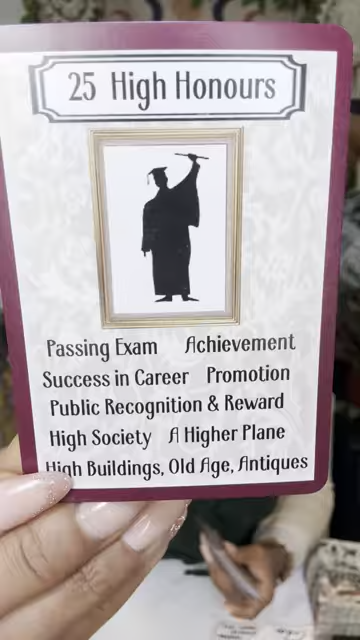 25 High Honours
Passing Exam Achievement
Success in Career Promotion
Public Recognition & Reward
High Society A Higher Plane
High Buildings, Old Age, Antiques